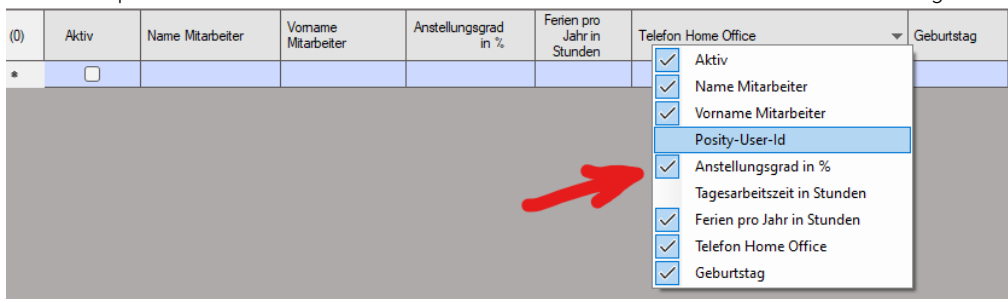 (0)
Aktiv
Name Mitarbeiter
Vorname
Mitarbeiter
Anstellungsgrad
in %
Ferien pro
Jahr in
Stunden
Telefon Home Office
Geburtstag
*
Aktiv
Name Mitarbeiter
Vorname Mitarbeiter
Posity-User-Id
Anstellungsgrad in %
Tagesarbeitszeit in Stunden
Ferien pro Jahr in Stunden
Telefon Home Office
Geburtstag